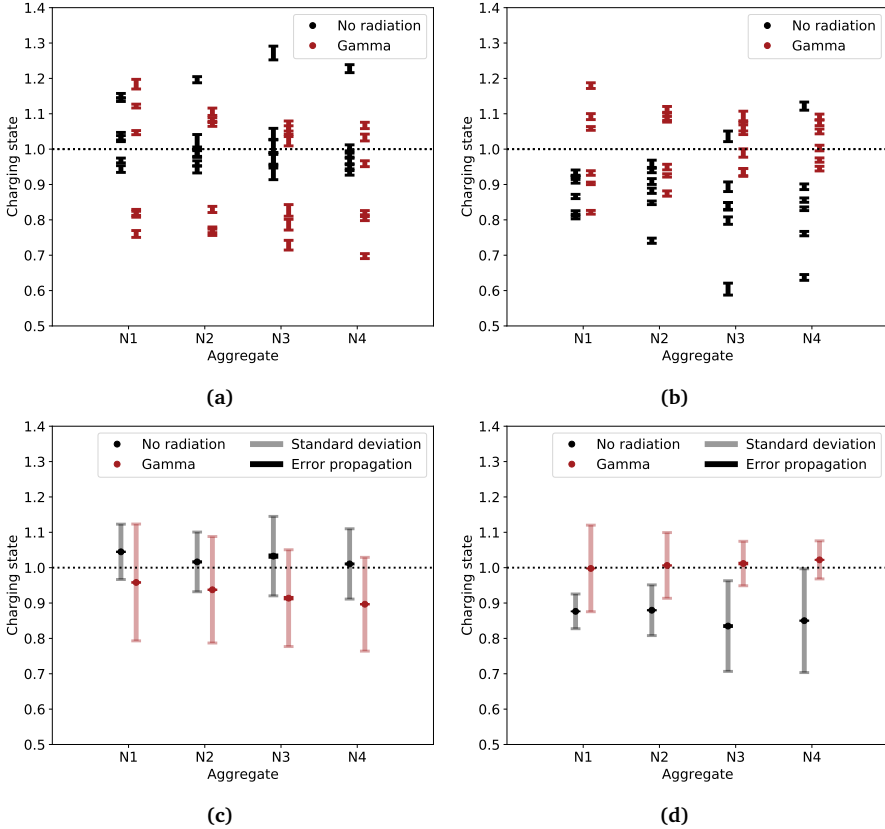 1.4
1.3
1.2
1.1
1.0
0.9
0.8
0.7
0.6
0.5
Charging state
No radiation
Gamma
N1 N2 N3 N4
Aggregate
(a)
1.4
1.3
1.2
1.1
1.0
0.9
0.8
0.7
0.6
0.5
Charging state
No radiation
Gamma
N1 N2 N3 N4
Aggregate
(b)
1.4
1.3
1.2
1.1
1.0
0.9
0.8
0.7
0.6
0.5
Charging state
No radiation Standard deviation
Gamma Error propagation
N1 N2 N3 N4
Aggregate
(c)
1.4
1.3
1.2
1.1
1.0
0.9
0.8
0.7
0.6
0.5
Charging state
No radiation Standard deviation
Gamma Error propagation
N1 N2 N3 N4
Aggregate
(d)